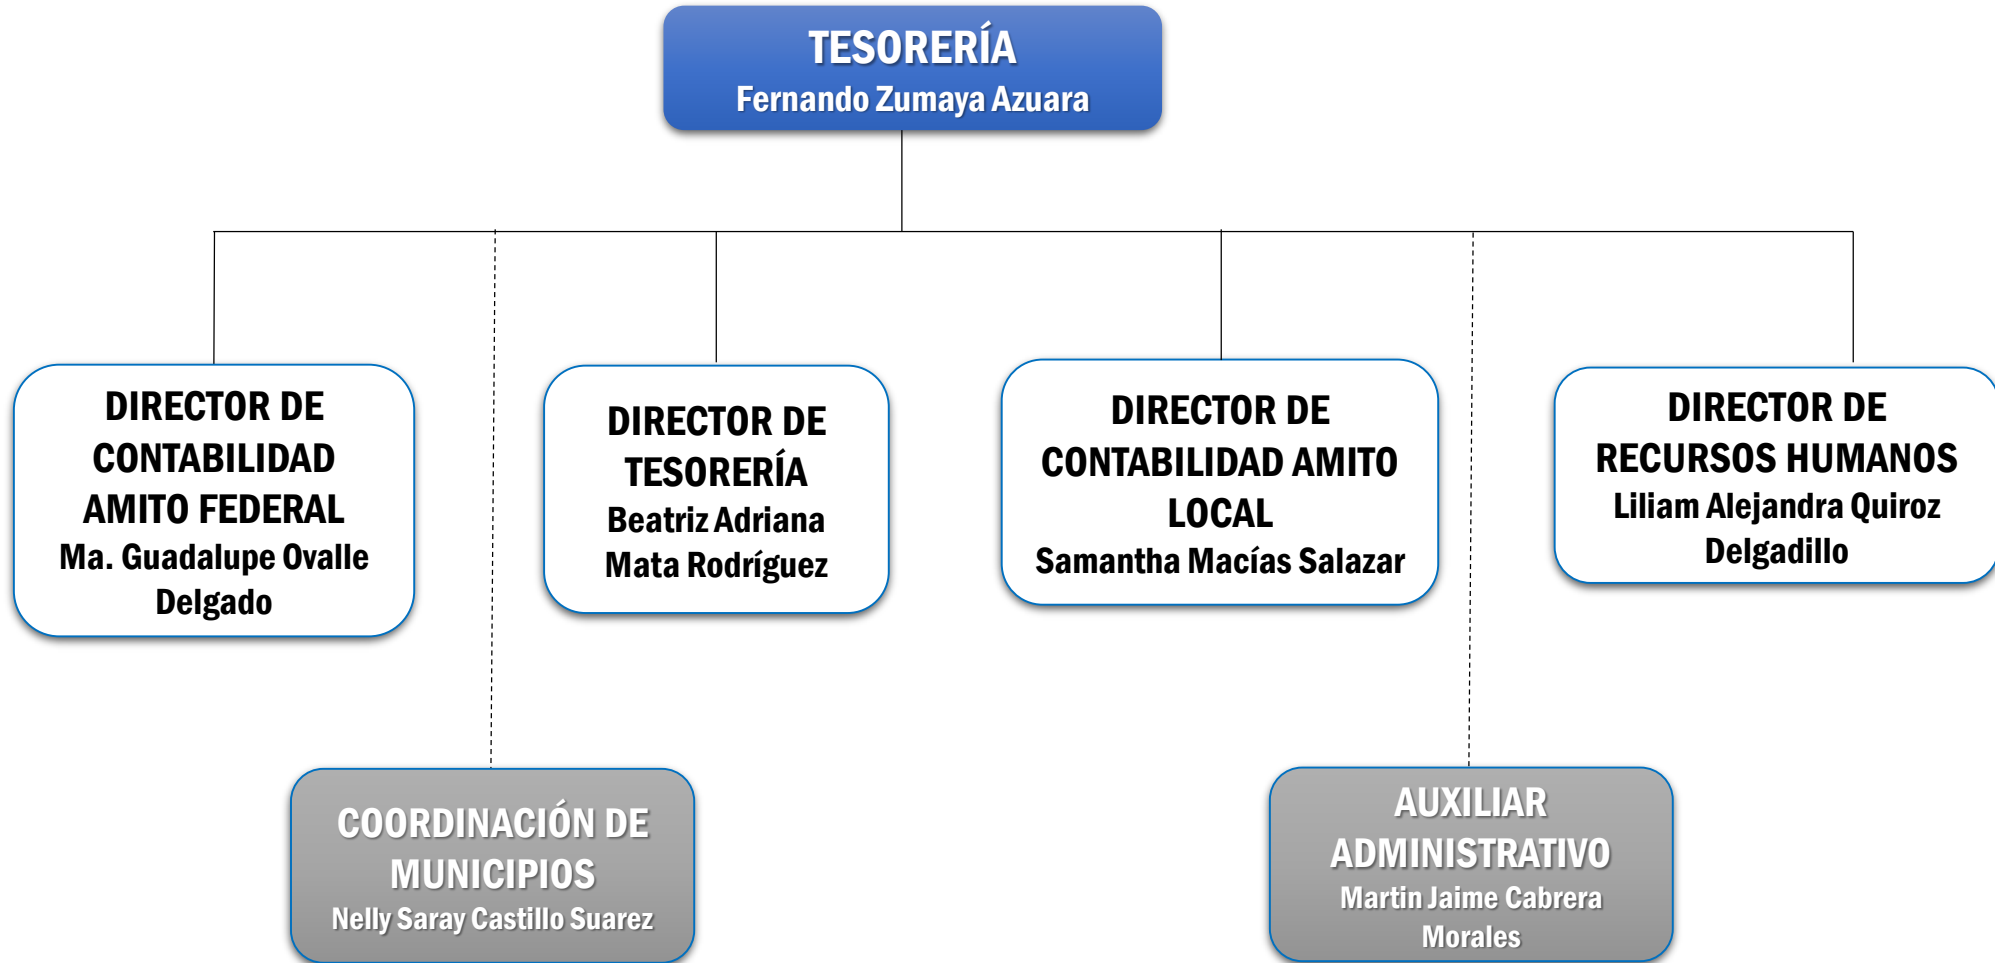 TESORERÍA
Fernando Zumaya Azuara
DIRECTOR DE
CONTABILIDAD
AMITO FEDERAL
Ma. Guadalupe Ovalle
Delgado
DIRECTOR DE
TESORERÍA
Beatriz Adriana
Mata Rodríguez
DIRECTOR DE
CONTABILIDAD AMITO
LOCAL
Samantha Macías Salazar
DIRECTOR DE
RECURSOS HUMANOS
Liliam Alejandra Quiroz
Delgadillo
COORDINACIÓN DE
MUNICIPIOS
Nelly Saray Castillo Suarez
AUXILIAR
ADMINISTRATIVO
Martin Jaime Cabrera
Morales